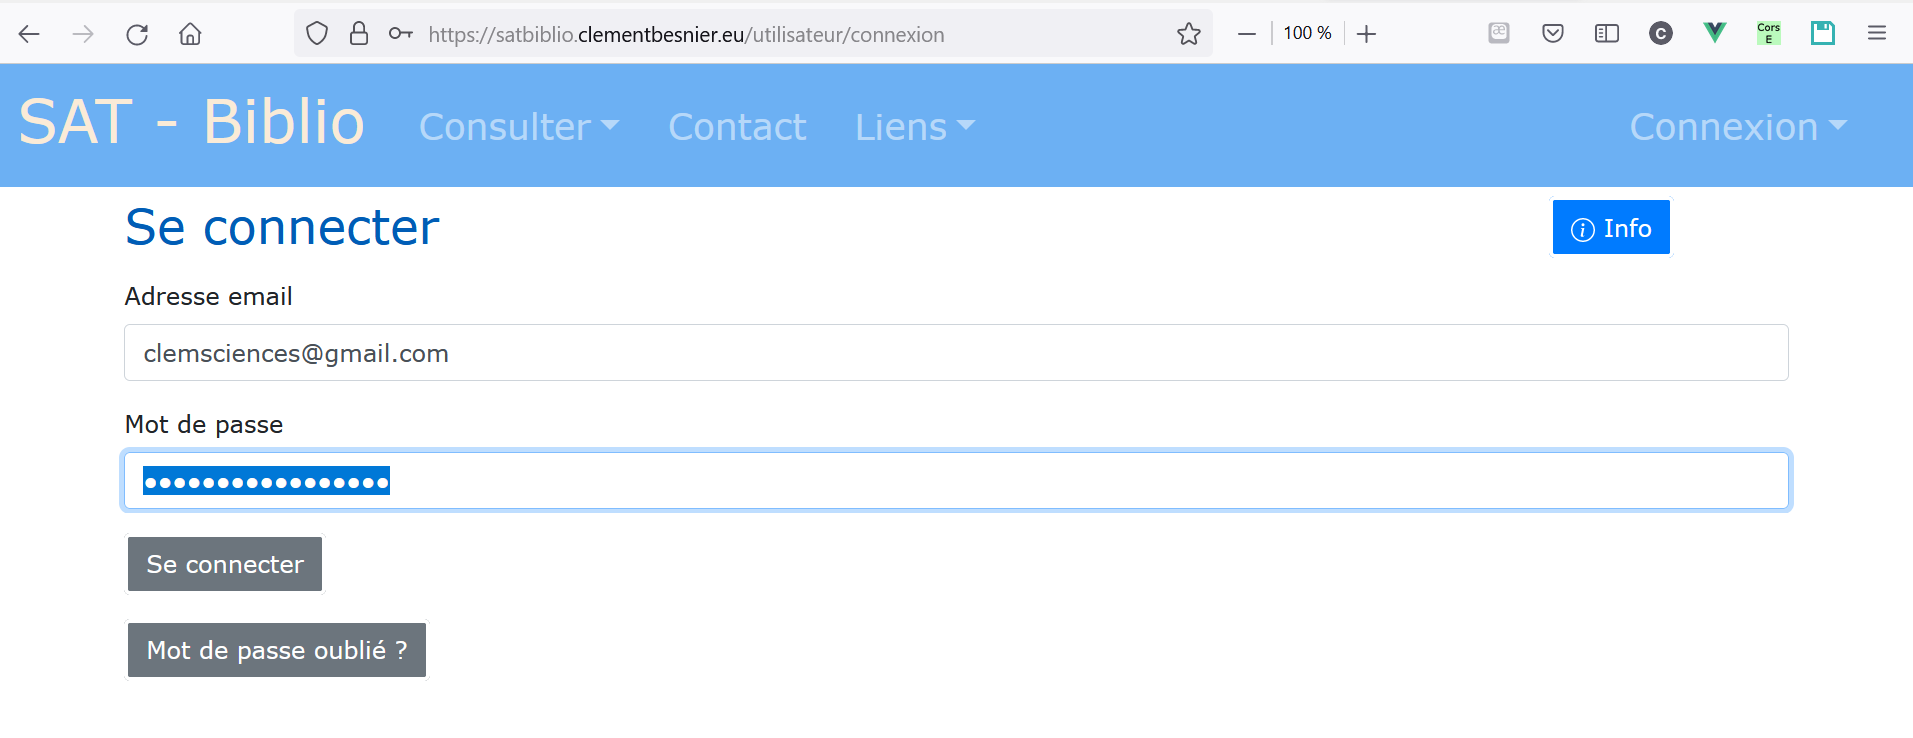 https://satbiblio.clementbesnier.eu/utilisateur/connexion
100 %
æ
C
Cors
E
SAT - Biblio
Consulter
Contact
Liens
Connexion
Se connecter
Info
Adresse email
clemsciences@gmail.com
Mot de passe
•••••••••••••••••
Se connecter
Mot de passe oublié ?